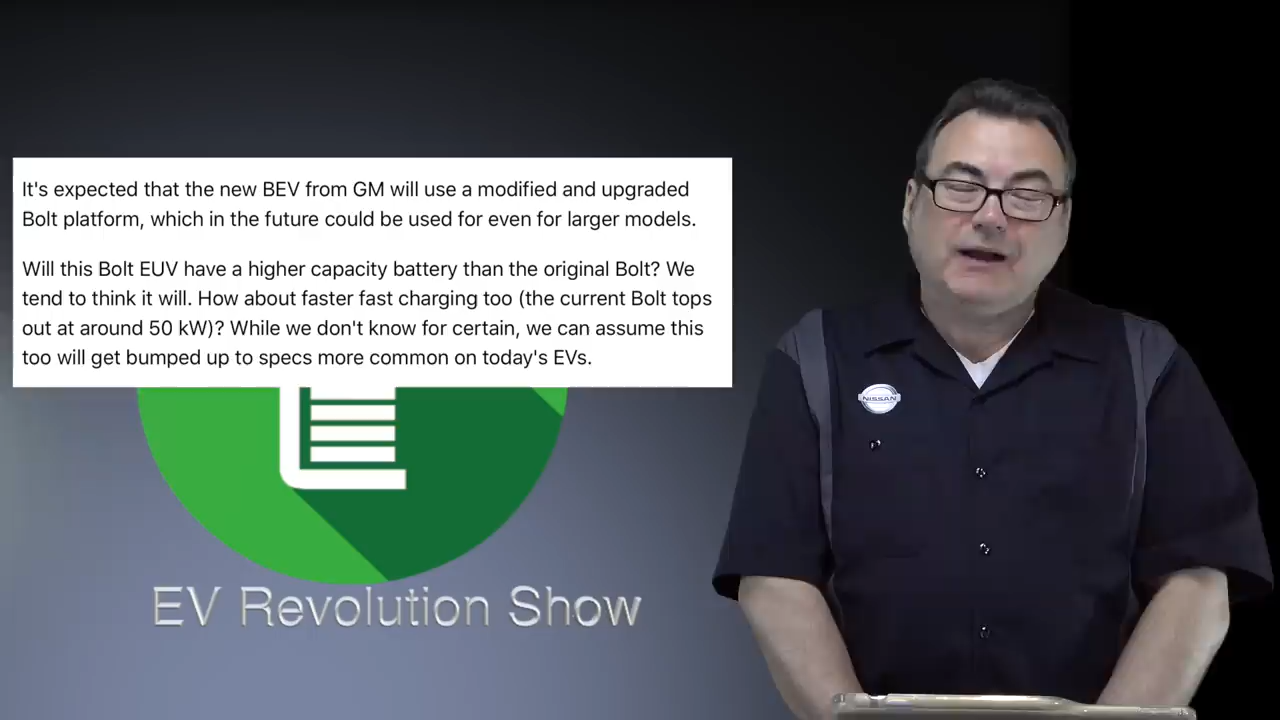 It's expected that the new BEV from GM will use a modified and upgraded
Bolt platform, which in the future could be used for even for larger models.
Will this Bolt EUV have a higher capacity battery than the original Bolt? We
tend to think it will. How about faster fast charging too (the current Bolt tops
out at around 50 kW)? While we don't know for certain, we can assume this
too will get bumped up to specs more common on today's EVs.
NISSAN
EV Revolution Show